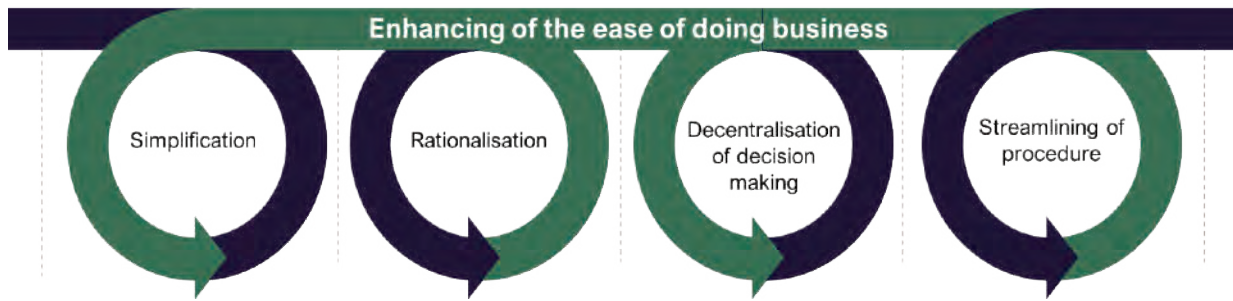 Enhancing of the ease of doing business
Simplification
Rationalisation
Decentralisation
of decision
making
Streamlining of
procedure